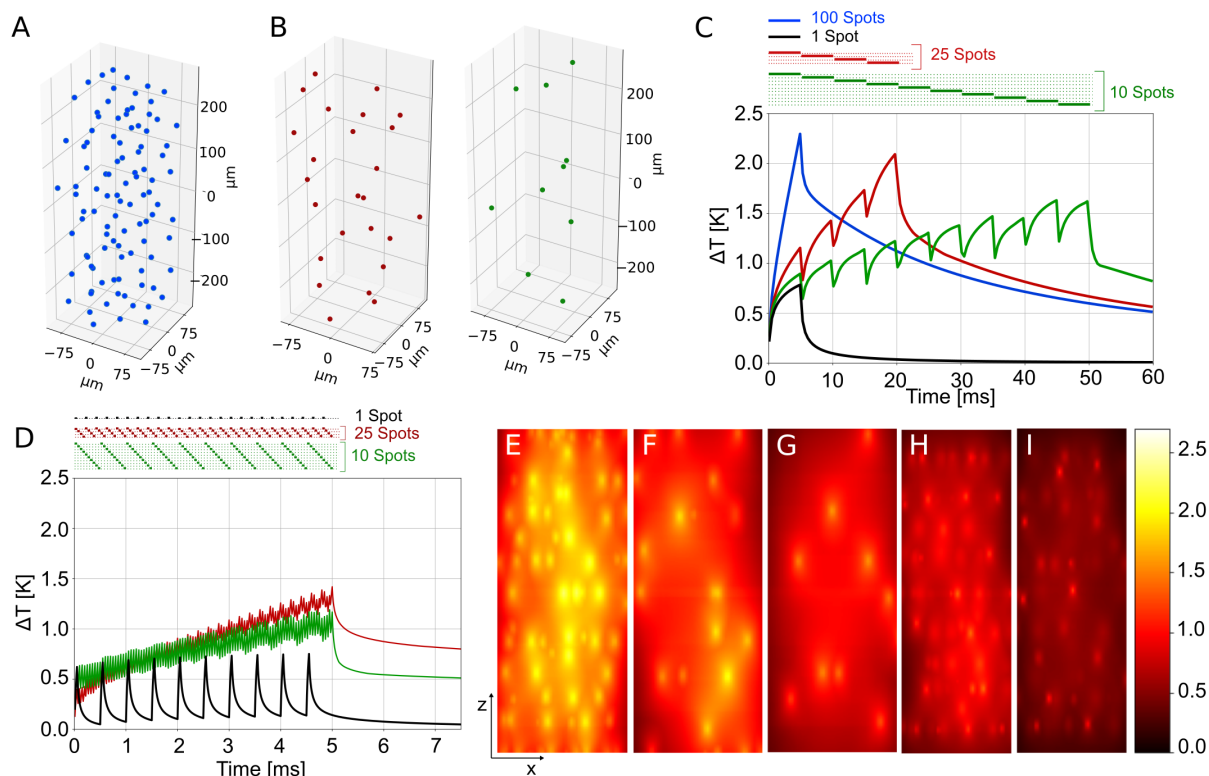 A
B
C
100 Spots
1 Spot
25 Spots
10 Spots
200
100
0
−100
−200
μm
−75
0
75
μm
−75
0
75
μm
200
100
0
−100
−200
μm
−75
0
75
μm
−75
0
75
μm
−75
0
75
μm
−75
0
75
μm
2.5
2.0
1.5
1.0
0.5
0.0
ΔT [K]
0 10 20 30 40 50 60
Time [ms]
D
1 Spot
25 Spots
10 Spots
2.5
2.0
1.5
1.0
0.5
0.0
ΔT [K]
0 1 2 3 4 5 6 7
Time [ms]
E F G H I
z
x
2.5
2.0
1.5
1.0
0.5
0.0